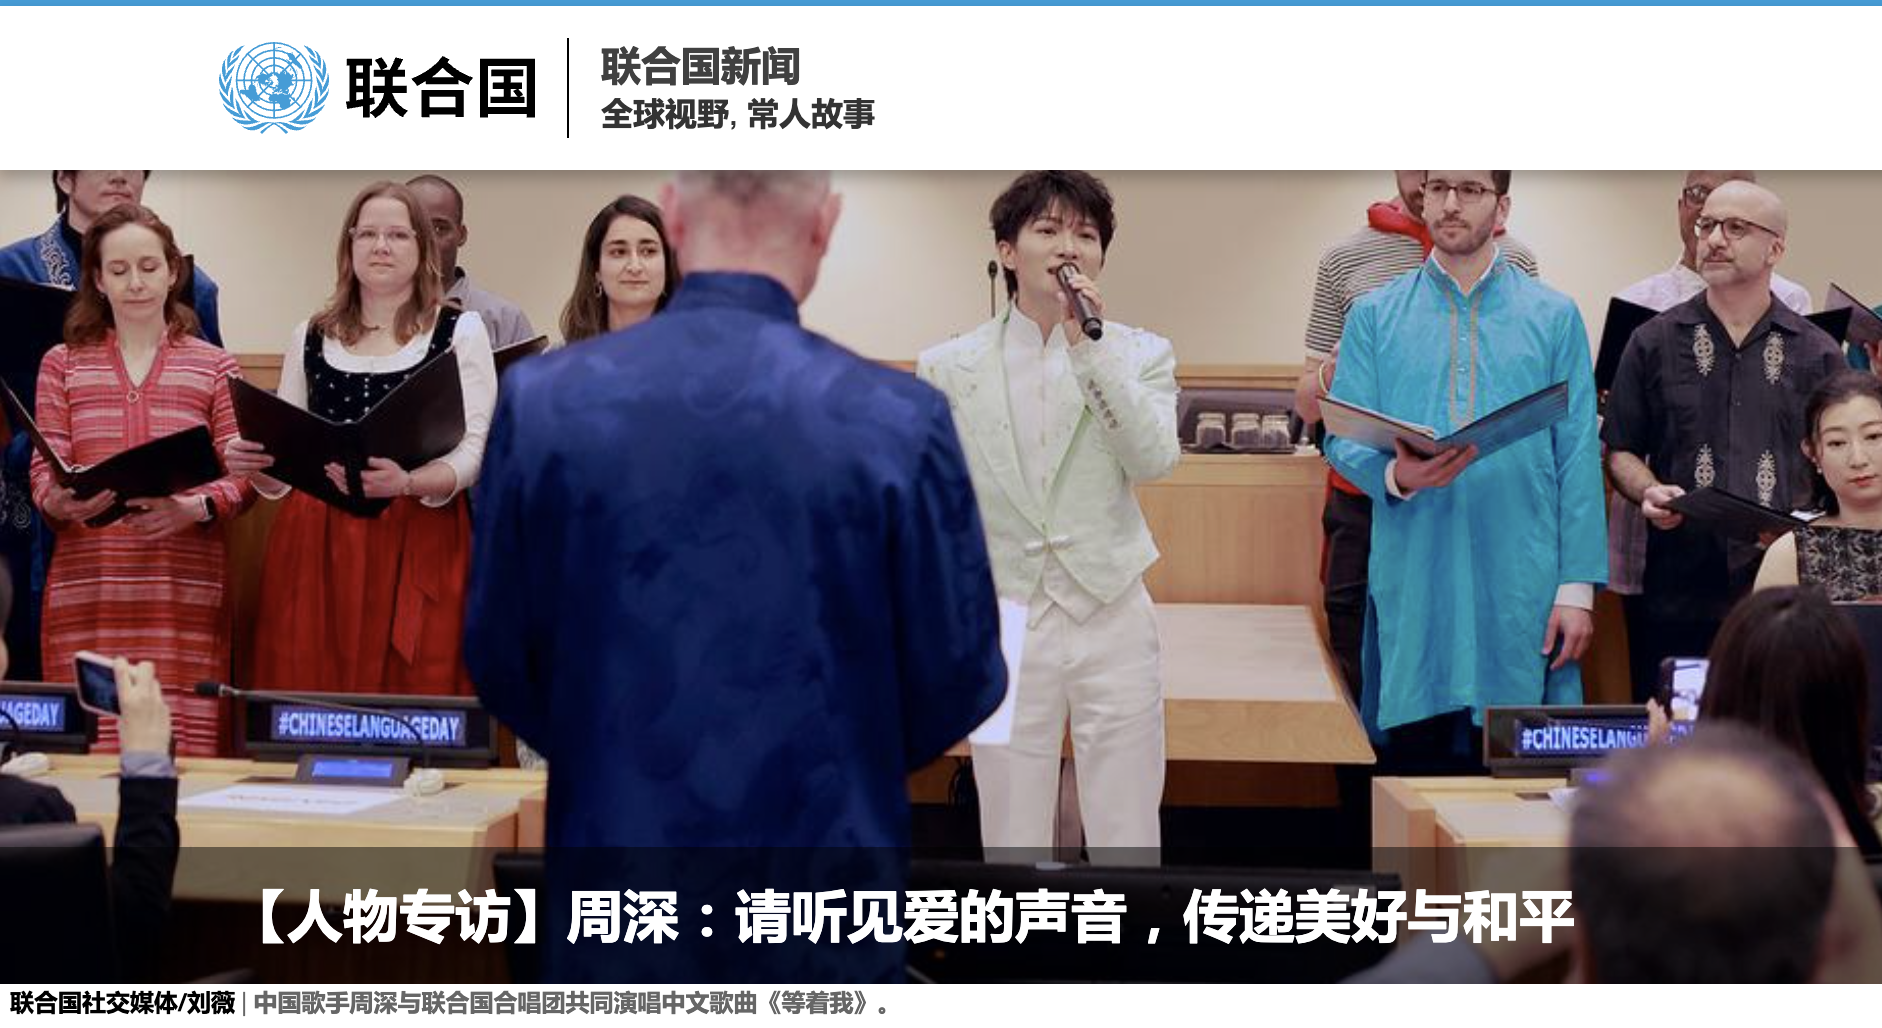 联合国
联合国新闻
全球视野, 常人故事
AGEDAY
#CHINESELANGUAGEDAY
#CHINESELANGU
【人物专访】周深：请听见爱的声音，传递美好与和平
联合国社交媒体/刘薇 | 中国歌手周深与联合国合唱团共同演唱中文歌曲《等着我》。